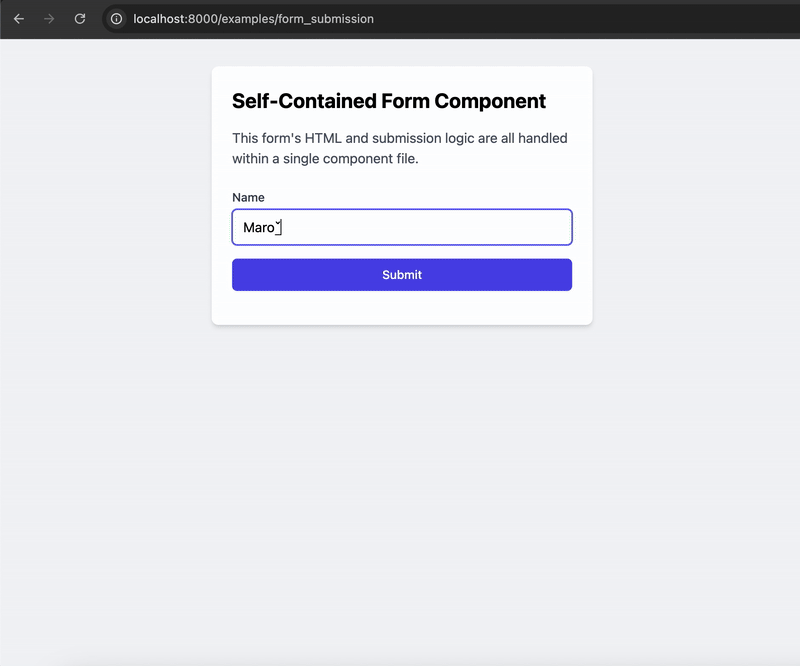 localhost:8000/examples/form_submission
Self-Contained Form Component
This form's HTML and submission logic are all handled
within a single component file.
Name
Maroˇ
Submit